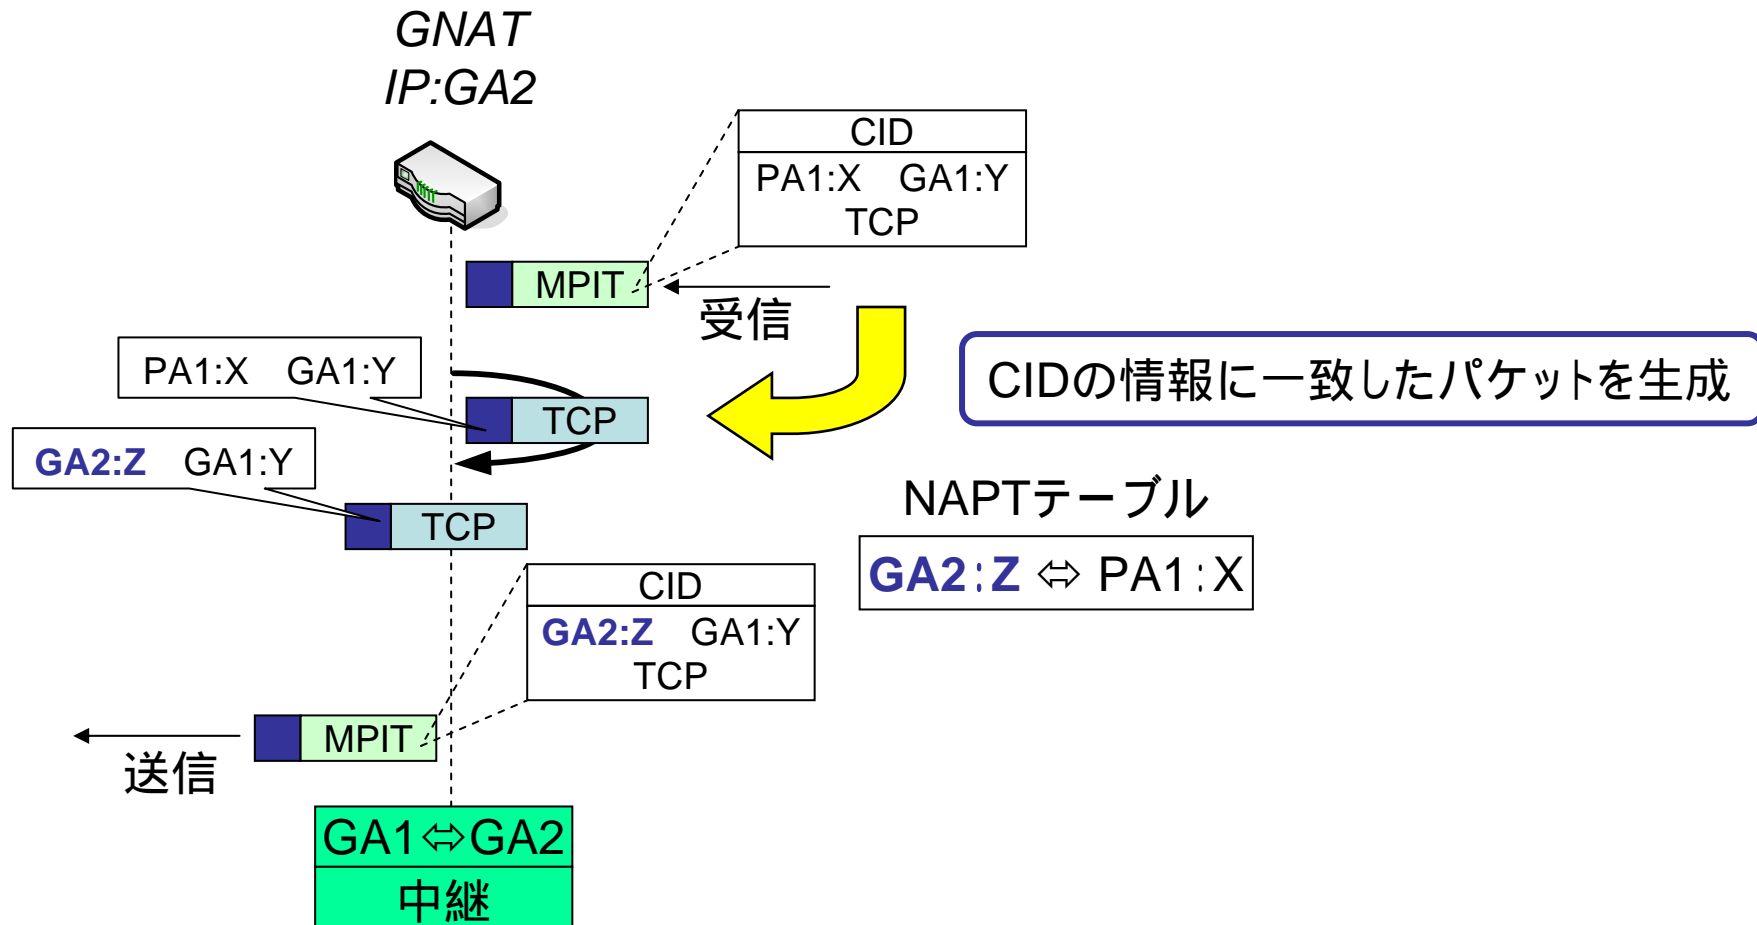 GNAT
IP:GA2
CID
PA1:X GA1:Y
TCP
MPIT
受信
CIDの情報に一致したパケットを生成
PA1:X GA1:Y
TCP
GA2:Z GA1:Y
TCP
NAPTテーブル
GA2:Z ⇔ PA1:X
CID
GA2:Z GA1:Y
TCP
MPIT
送信
GA1⇔GA2
中継